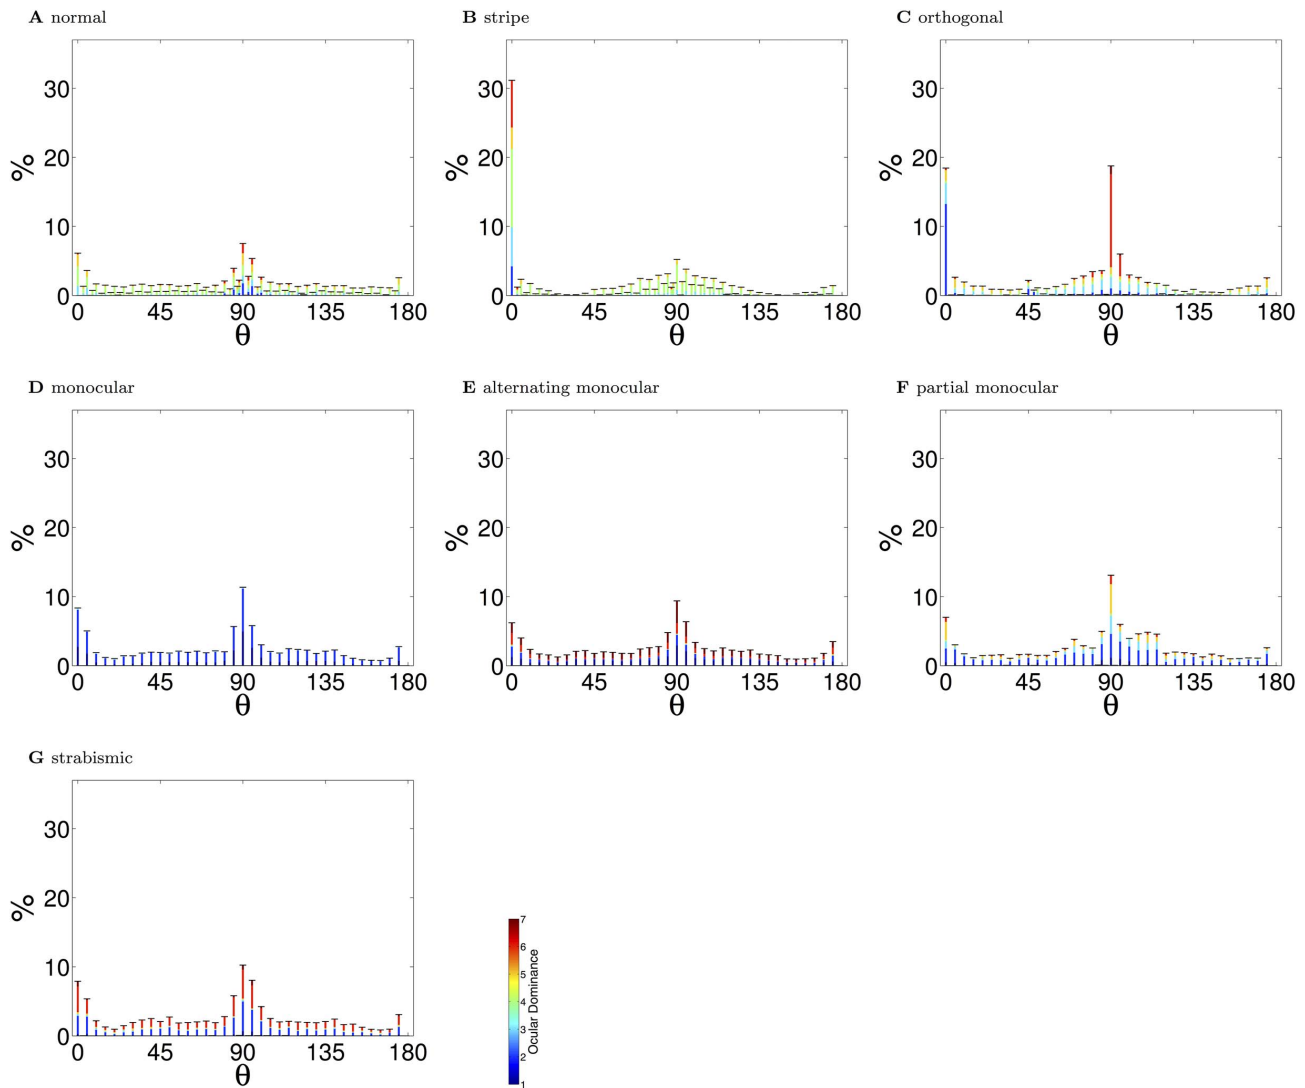 A normal
B stripe
C orthogonal
30
20
10
0
%
0 45 90 135 180
θ
30
20
10
0
%
0 45 90 135 180
θ
30
20
10
0
%
0 45 90 135 180
θ
D monocular
E alternating monocular
F partial monocular
30
20
10
0
%
0 45 90 135 180
θ
30
20
10
0
%
0 45 90 135 180
θ
30
20
10
0
%
0 45 90 135 180
θ
G strabismic
30
20
10
0
%
0 45 90 135 180
θ
7
6
5
4
3
2
1
Ocular Dominance